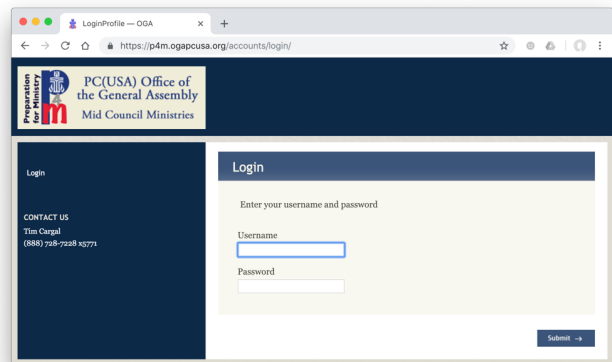 LoginProfile — OGA
https://p4m.ogapcusa.org/accounts/login/
Preparation
for Ministry
PC(USA) Office of
the General Assembly
Mid Council Ministries
Login
CONTACT US
Tim Cargal
(888) 728-7228 x5771
Login
Enter your username and password
Username
Password
Submit →